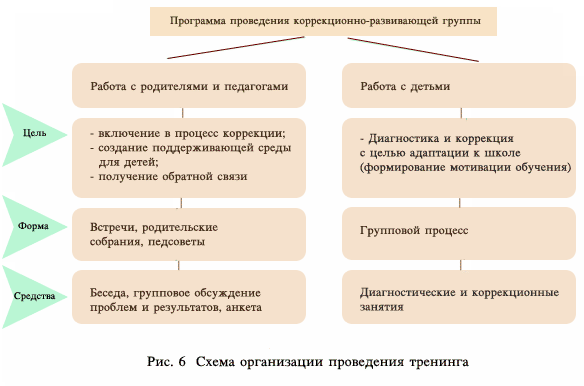 Программа проведения коррекционно-развивающей группы
Работа с родителями и педагогами
Работа с детьми
Цель
- включение в процесс коррекции;
- создание поддерживающей среды
для детей;
- получение обратной связи
- Диагностика и коррекция
с целью адаптации к школе
(формирование мотивации обучения)
Форма
Встречи, родительские
собрания, педсоветы
Групповой процесс
Средства
Беседа, групповое обсуждение
проблем и результатов, анкета
Диагностические и коррекционные
занятия
Рис. 6 Схема организации проведения тренинга